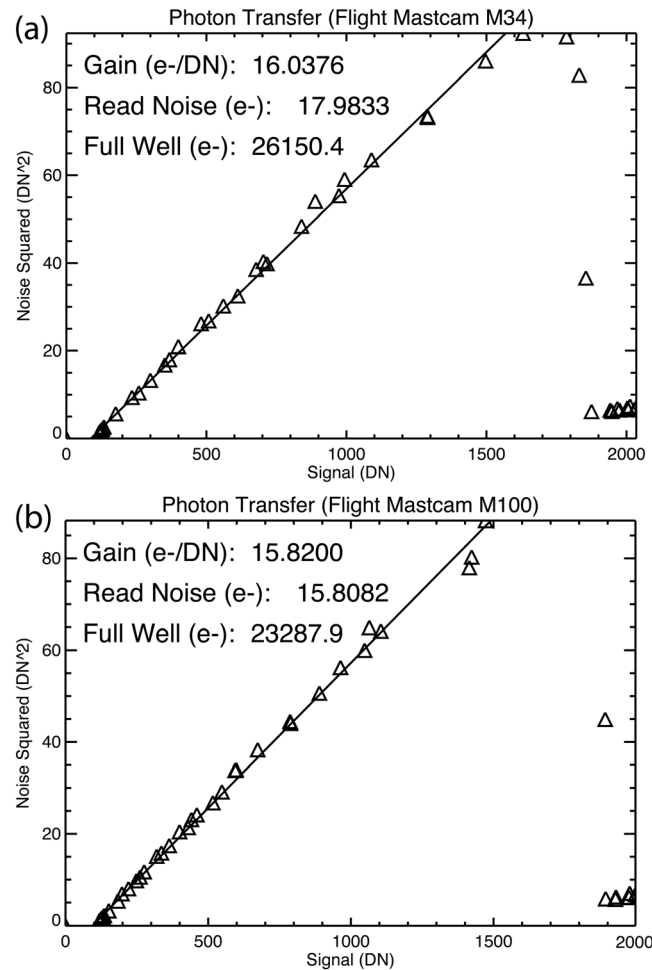 (a)
Photon Transfer (Flight Mastcam M34)
Gain (e-/DN): 16.0376
Read Noise (e-): 17.9833
Full Well (e-): 26150.4
Noise Squared (DN^2)
80
60
40
20
0
0 500 1000 1500 2000
Signal (DN)
(b)
Photon Transfer (Flight Mastcam M100)
Gain (e-/DN): 15.8200
Read Noise (e-): 15.8082
Full Well (e-): 23287.9
Noise Squared (DN^2)
80
60
40
20
0
0 500 1000 1500 2000
Signal (DN)